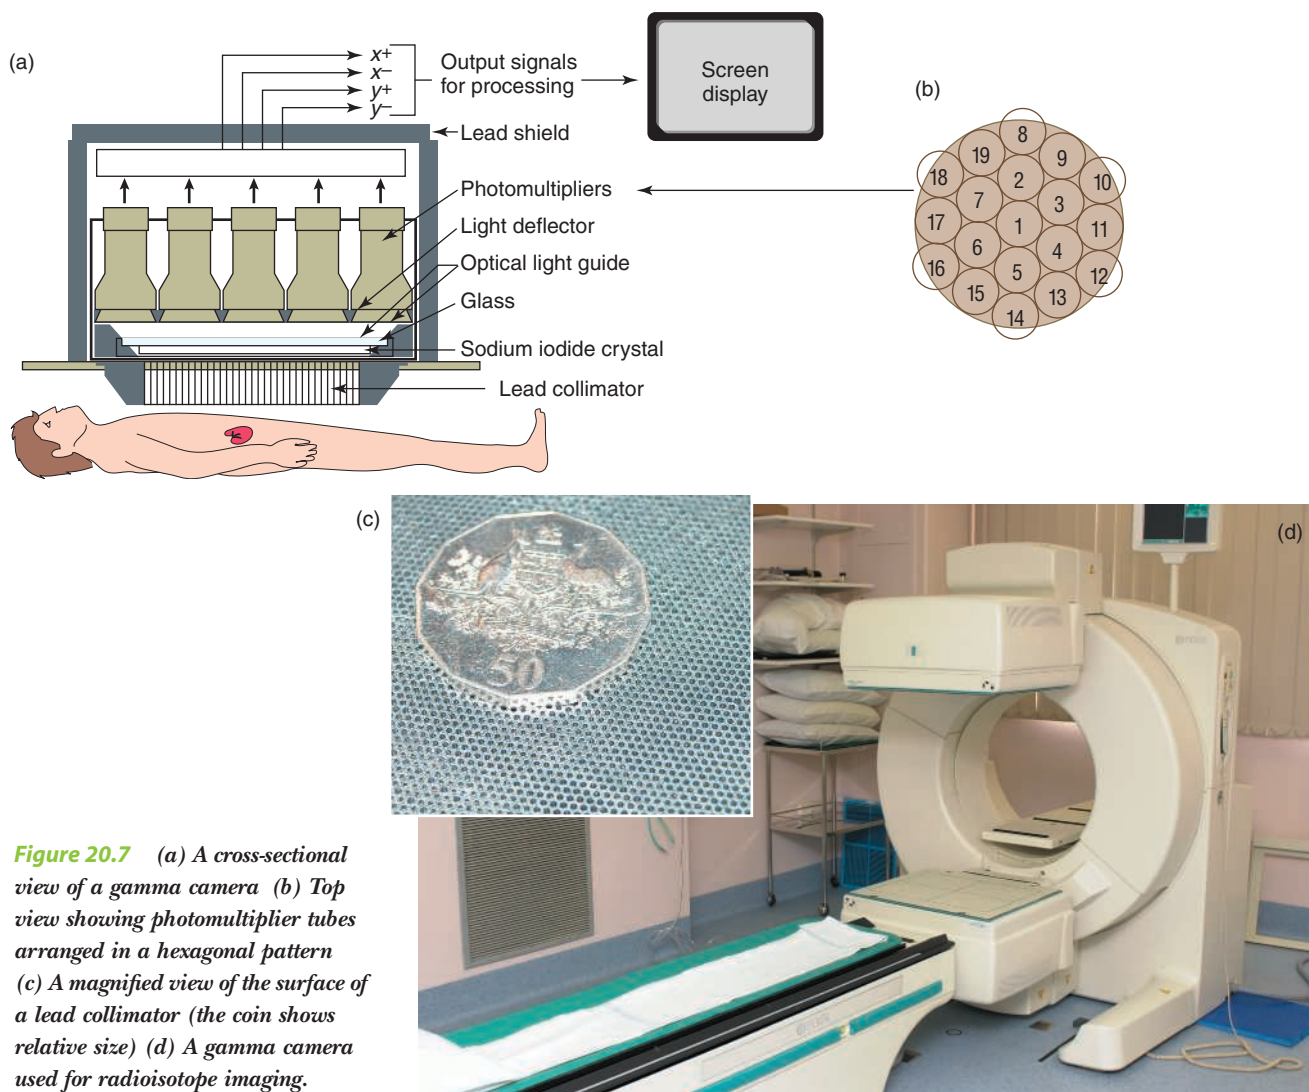 (a)
x+
x−
y+
y−
Output signals
for processing
Screen
display
Lead shield
Photomultipliers
Light deflector
Optical light guide
Glass
Sodium iodide crystal
Lead collimator
(b)
8
19
9
18
2
10
7
3
17
1
11
6
4
16
5
12
15
13
14
(c)
50
(d)
Figure 20.7 (a) A cross-sectional
view of a gamma camera (b) Top
view showing photomultiplier tubes
arranged in a hexagonal pattern
(c) A magnified view of the surface of
a lead collimator (the coin shows
relative size) (d) A gamma camera
used for radioisotope imaging.